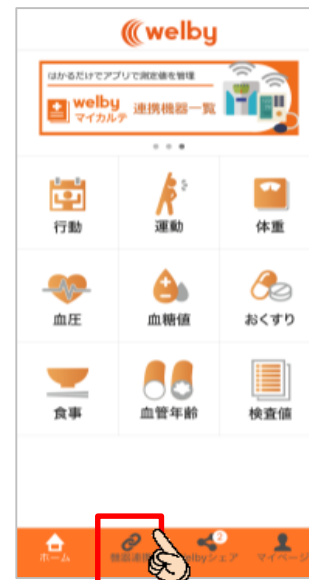 welby
はかるだけでアプリで測定値を管理
welby
マイカルテ
連携機器一覧
行動
運動
体重
血圧
血糖値
おくすり
食事
血管年齢
検査値
2
ホーム
機器連携
Welbyシェア
マイページ